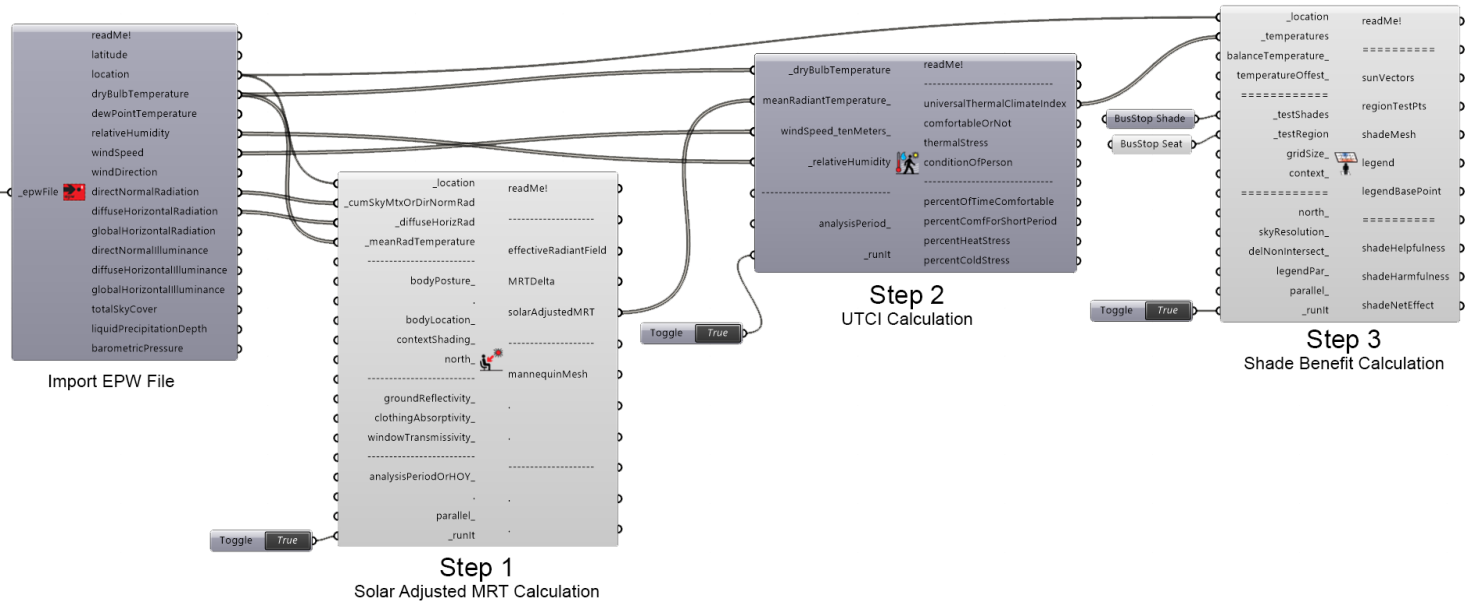 readMe!
latitude
location
dryBulbTemperature
dewPointTemperature
relativeHumidity
windSpeed
windDirection
_epwFile
directNormalRadiation
diffuseHorizontalRadiation
globalHorizontalRadiation
directNormalIlluminance
diffuseHorizontalIlluminance
globalHorizontalIlluminance
totalSkyCover
liquidPrecipitationDepth
barometricPressure
Import EPW File
_location
_cumSkyMtxOrDirNormRad
_diffuseHorizRad
_meanRadTemperature
-------------------------
bodyPosture_
.
bodyLocation_
contextShading_
north_
-------------------------
groundReflectivity_
clothingAbsorptivity_
windowTransmissivity_
-------------------------
analysisPeriodOrHOY_
.
parallel_
_runIt
readMe!
--------------------
effectiveRadiantField
MRTDelta
solarAdjustedMRT
--------------------
mannequinMesh
.
.
--------------------
.
.
Toggle True
Step 1
Solar Adjusted MRT Calculation
_dryBulbTemperature
meanRadiantTemperature_
windSpeed_tenMeters_
_relativeHumidity
------------------------------
analysisPeriod_
_runIt
readMe!
------------------------------
universalThermalClimateIndex
comfortableOrNot
thermalStress
conditionOfPerson
------------------------------
percentOfTimeComfortable
percentComfForShortPeriod
percentHeatStress
percentColdStress
Toggle True
Step 2
UTCI Calculation
_location
_temperatures
balanceTemperature_
temperatureOffest_
============
_testShades
_testRegion
gridSize_
context_
============
north_
skyResolution_
delNonIntersect_
legendPar_
parallel_
_runIt
readMe!
==========
sunVectors
regionTestPts
shadeMesh
legend
legendBasePoint
==========
shadeHelpfulness
shadeHarmfulness
shadeNetEffect
BusStop Shade
BusStop Seat
Toggle True
Step 3
Shade Benefit Calculation